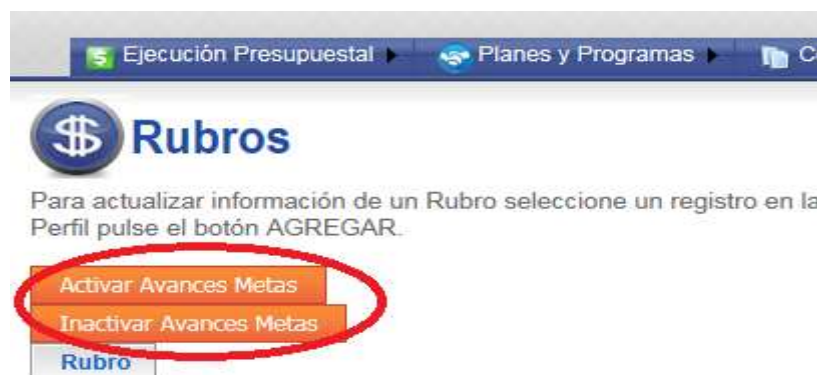 Ejecución Presupuestal Planes y Programas
Rubros
Para actualizar información de un Rubro seleccione un registro en la
Perfil pulse el botón AGREGAR.
Activar Avances Metas
Inactivar Avances Metas
Rubro